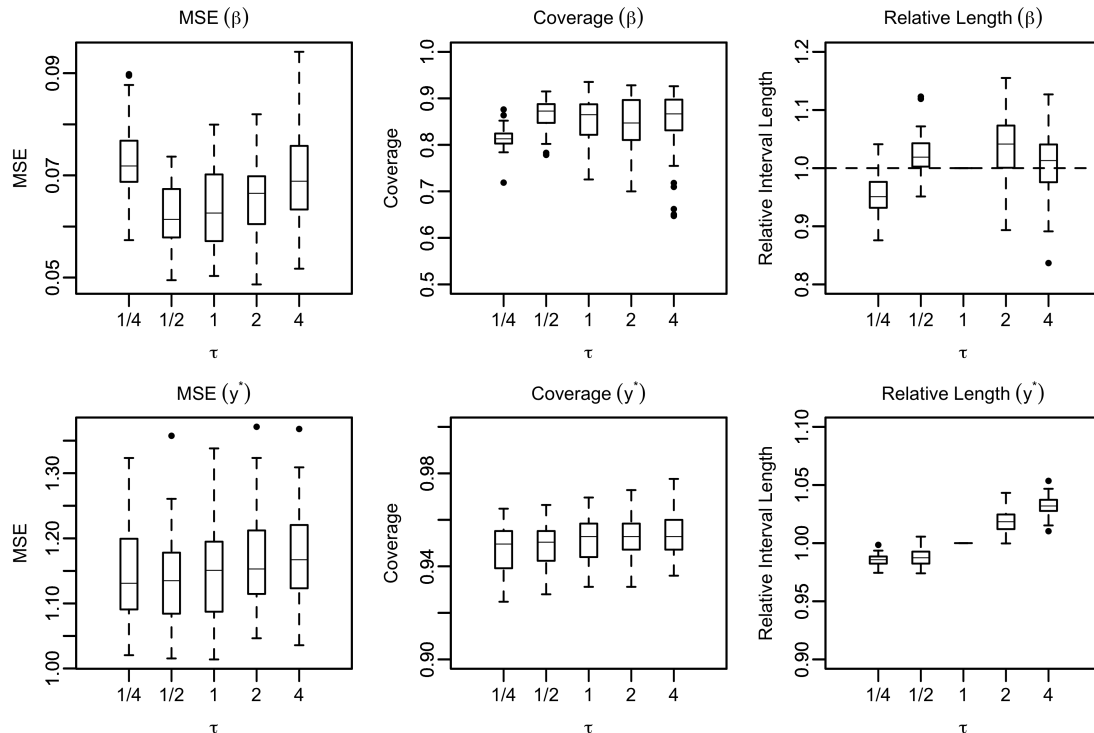 MSE (β)
MSE
0.05
0.07
0.09
1/4 1/2 1 2 4
τ
Coverage (β)
Coverage
0.5
0.6
0.7
0.8
0.9
1.0
1/4 1/2 1 2 4
τ
Relative Length (β)
Relative Interval Length
0.8
0.9
1.0
1.1
1.2
1/4 1/2 1 2 4
τ
MSE (y*)
MSE
1.00
1.10
1.20
1.30
1/4 1/2 1 2 4
τ
Coverage (y*)
Coverage
0.90
0.94
0.98
1/4 1/2 1 2 4
τ
Relative Length (y*)
Relative Interval Length
0.90
0.95
1.00
1.05
1.10
1/4 1/2 1 2 4
τ